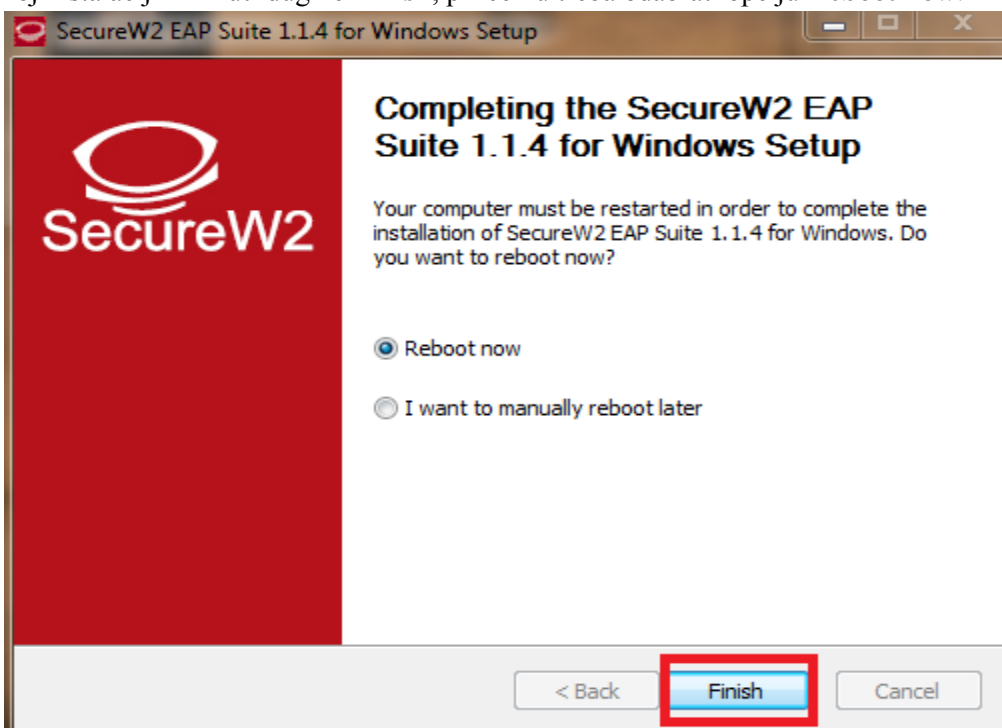 SecureW2 EAP Suite 1.1.4 for Windows Setup
SecureW2
Completing the SecureW2 EAP
Suite 1.1.4 for Windows Setup
Your computer must be restarted in order to complete the
installation of SecureW2 EAP Suite 1.1.4 for Windows. Do
you want to reboot now?
Reboot now
I want to manually reboot later
< Back
Finish
Cancel